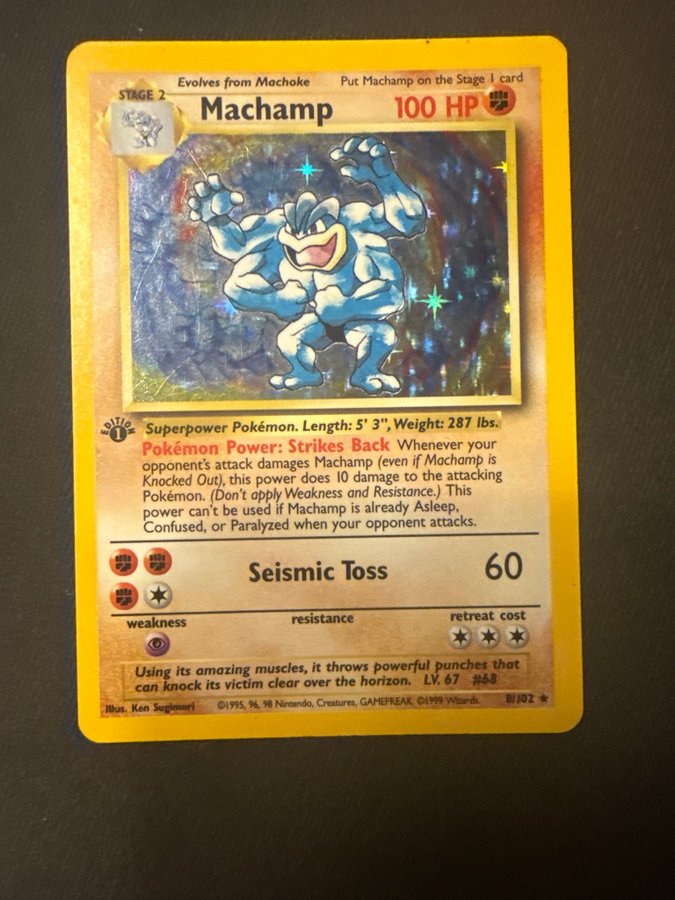 Evolves from Machoke Put Machamp on the Stage 1 card
STAGE 2
Machamp 100 HP
EDITION 1
Superpower Pokémon. Length: 5' 3", Weight: 287 lbs.
Pokémon Power: Strikes Back Whenever your
opponent's attack damages Machamp (even if Machamp is
Knocked Out), this power does 10 damage to the attacking
Pokémon. (Don't apply Weakness and Resistance.) This
power can't be used if Machamp is already Asleep,
Confused, or Paralyzed when your opponent attacks.
Seismic Toss 60
weakness resistance retreat cost
Using its amazing muscles, it throws powerful punches that
can knock its victim clear over the horizon. LV. 67 #68
Illus. Ken Sugimori ©1995, 96, 98 Nintendo, Creatures, GAMEFREAK. ©1999 Wizards. 8/102 ★